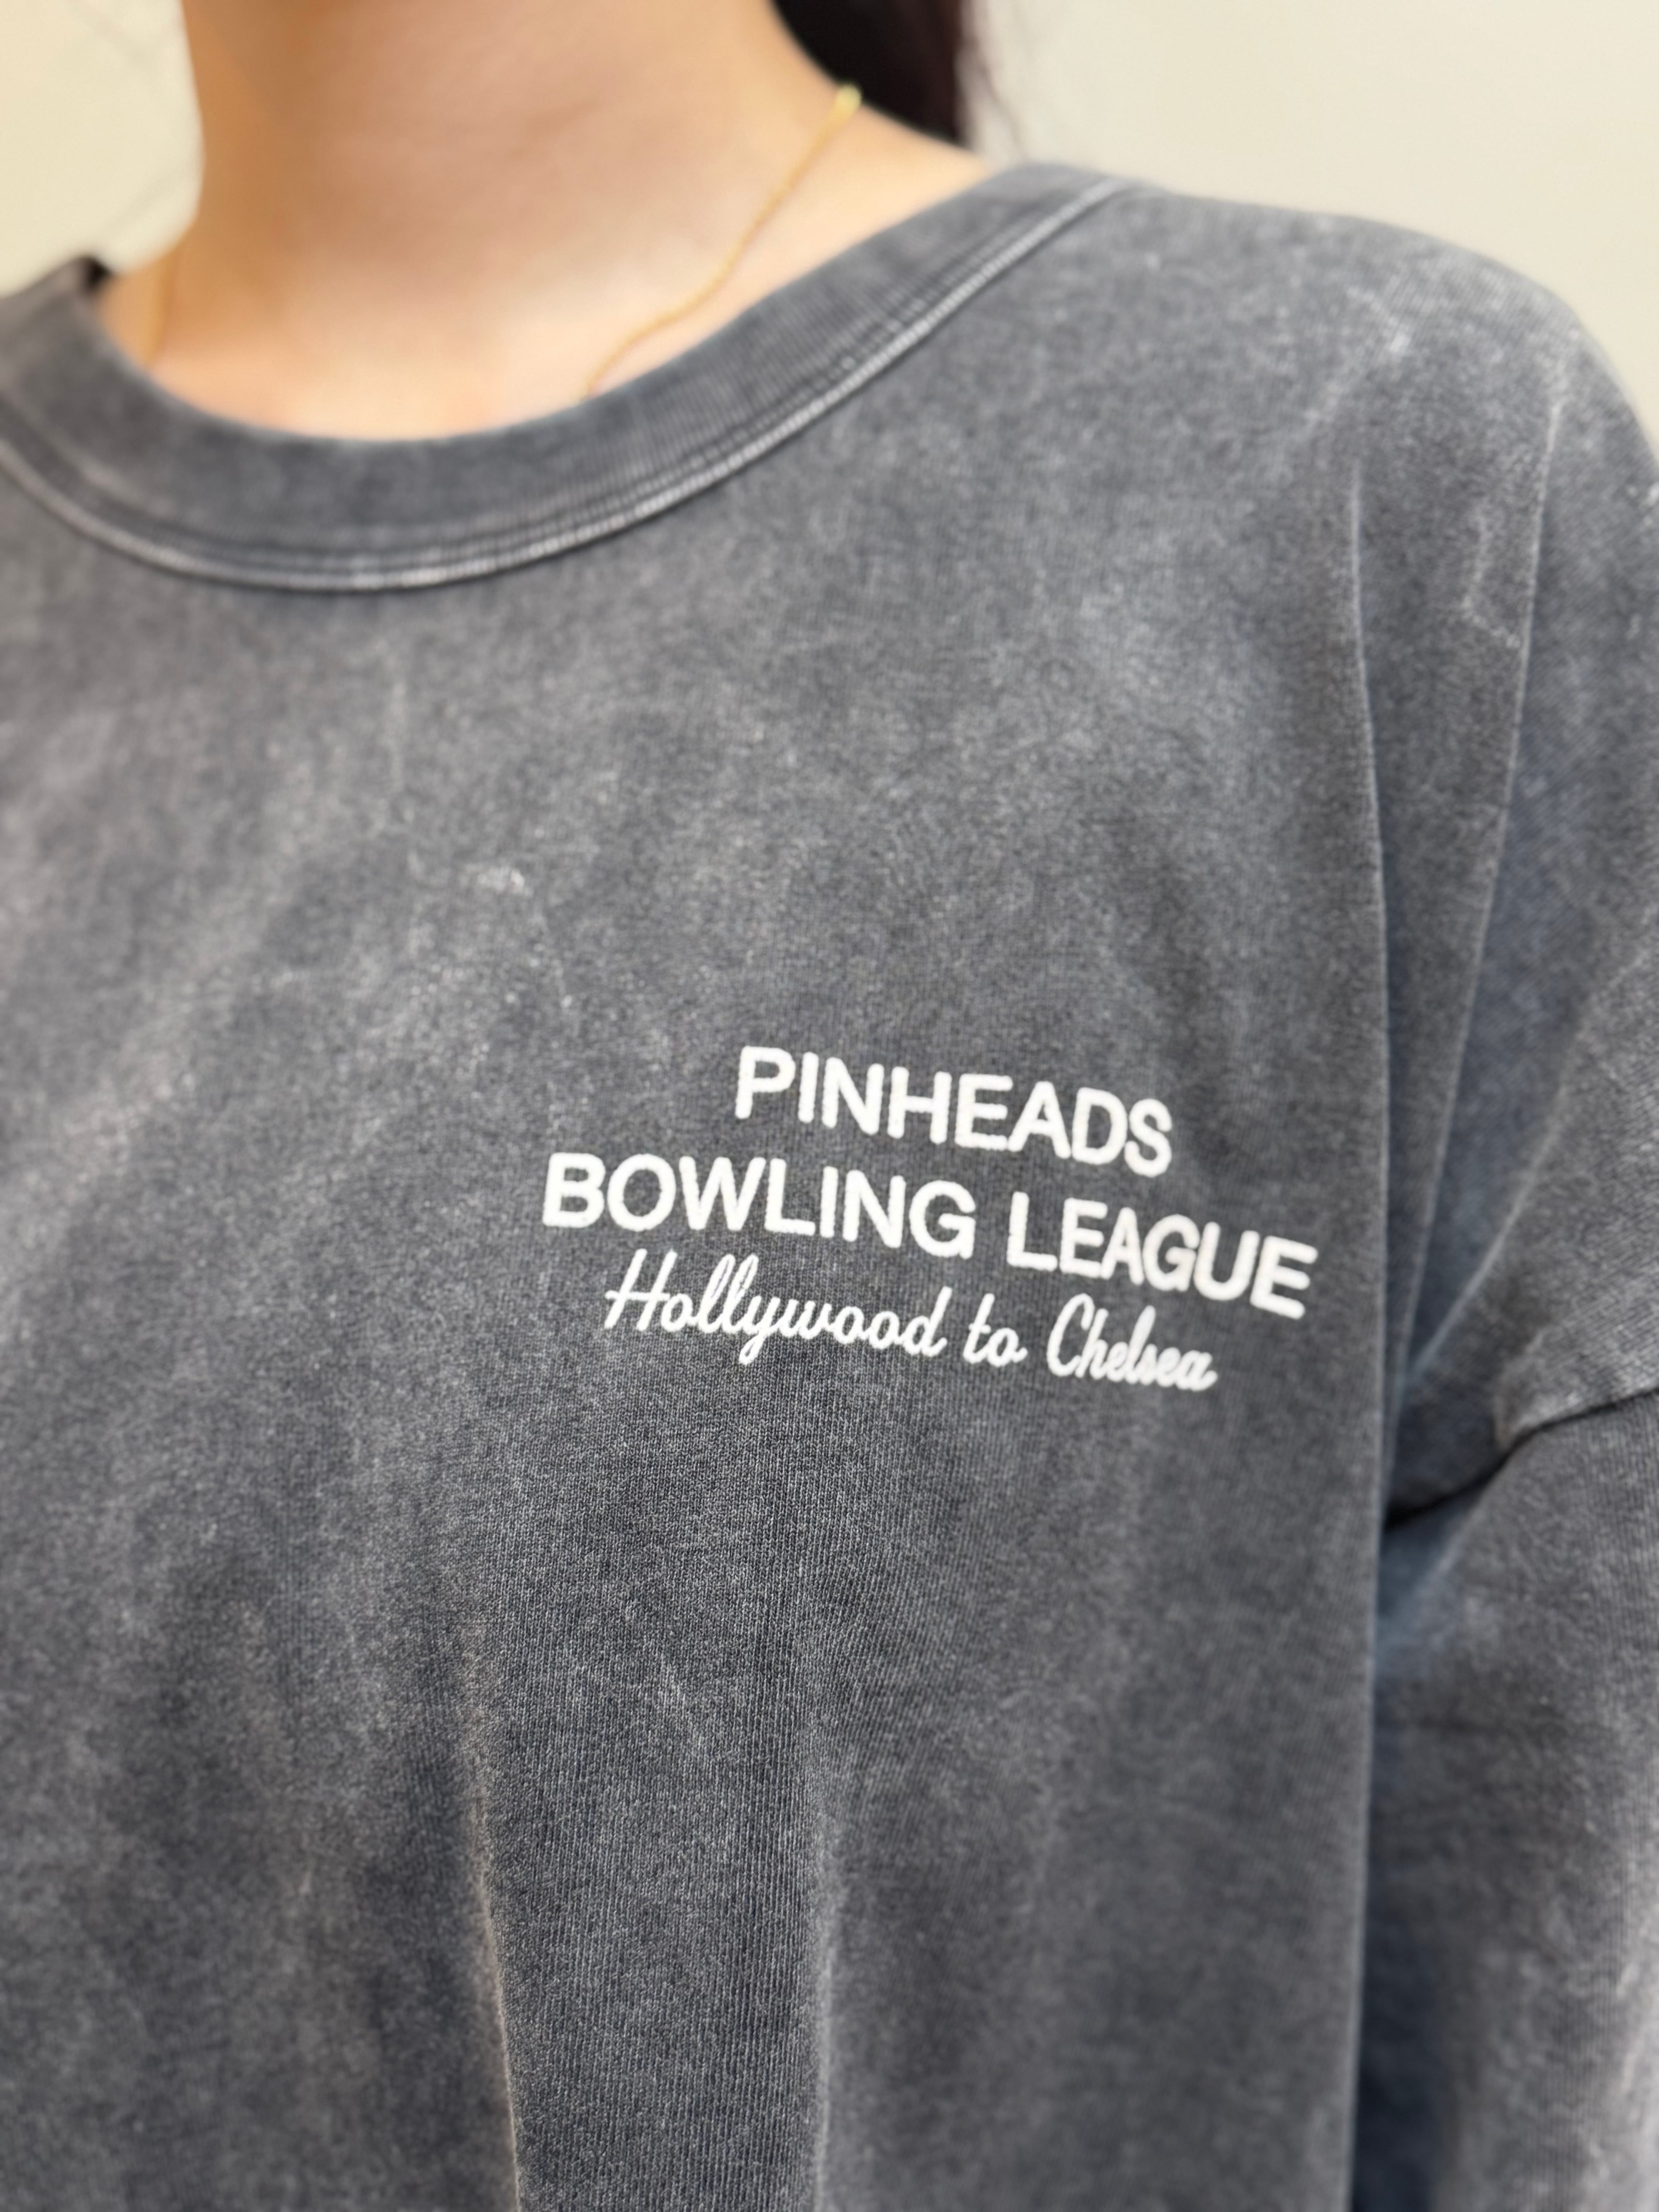 PINHEADS
BOWLING LEAGUE
Hollywood to Chelsea